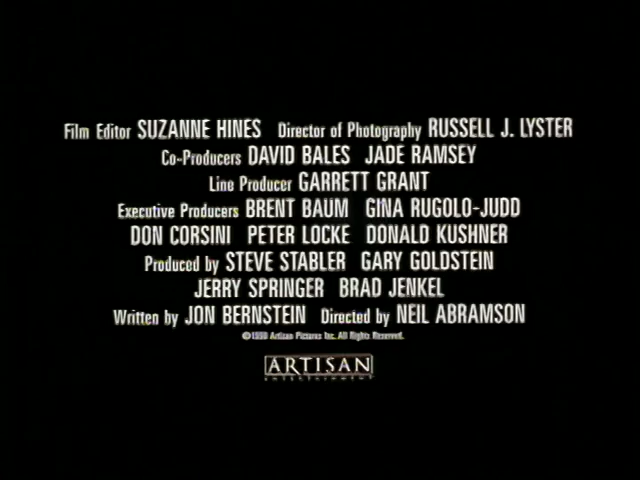 Film Editor SUZANNE HINES Director of Photography RUSSELL J. LYSTER
Co-Producers DAVID BALES JADE RAMSEY
Line Producer GARRETT GRANT
Executive Producers BRENT BAUM GINA RUGOLO-JUDD
DON CORSINI PETER LOCKE DONALD KUSHNER
Produced by STEVE STABLER GARY GOLDSTEIN
JERRY SPRINGER BRAD JENKEL
Written by JON BERNSTEIN Directed by NEIL ABRAMSON
©1998 Artisan Pictures Inc. All Rights Reserved.
ARTISAN
ENTERTAINMENT